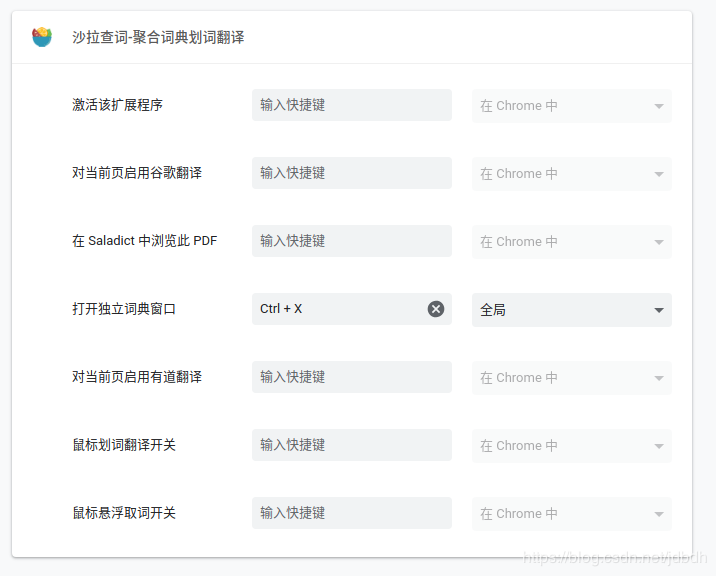 沙拉查词-聚合词典划词翻译
激活该扩展程序 输入快捷键 在 Chrome 中
对当前页启用谷歌翻译 输入快捷键 在 Chrome 中
在 Saladict 中浏览此 PDF 输入快捷键 在 Chrome 中
打开独立词典窗口 Ctrl + X 全局
对当前页启用有道翻译 输入快捷键 在 Chrome 中
鼠标划词翻译开关 输入快捷键 在 Chrome 中
鼠标悬浮取词开关 输入快捷键 在 Chrome 中
https://blog.csdn.net/jdbdh